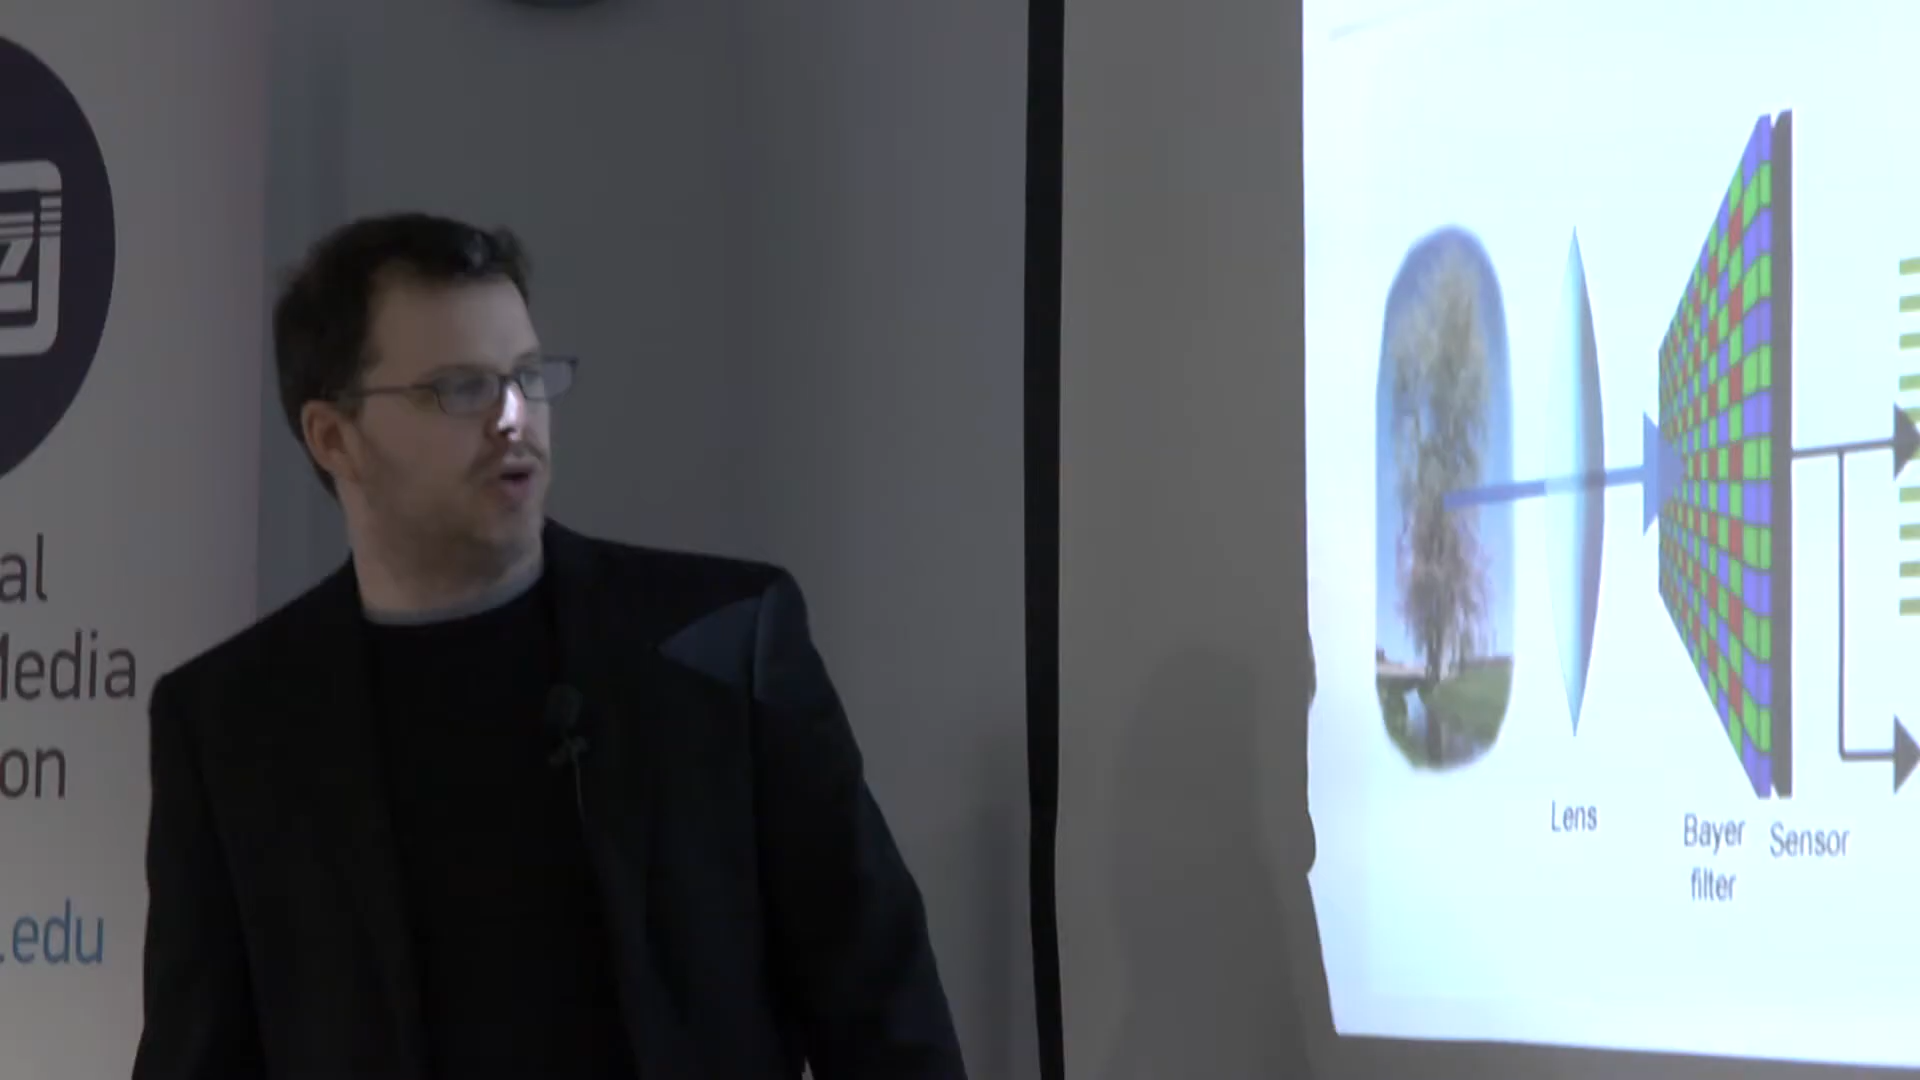 al
Media
on
.edu
Lens
Bayer
filter
Sensor